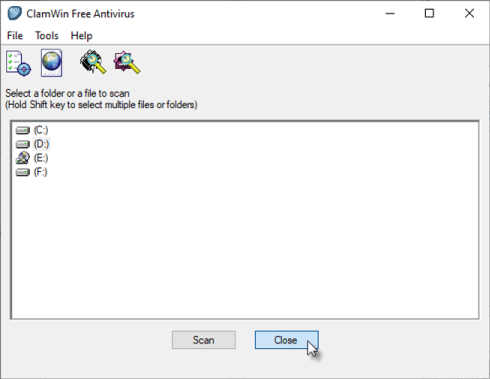 ClamWin Free Antivirus
File Tools Help
Select a folder or a file to scan
(Hold Shift key to select multiple files or folders)
(C:)
(D:)
(E:)
(F:)
Scan Close